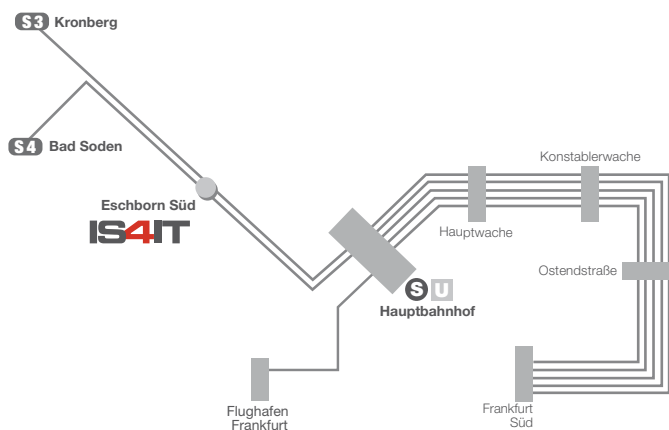 S3 Kronberg
S4 Bad Soden
Eschborn Süd
IS4IT
Konstablerwache
Hauptwache
Ostendstraße
S U
Hauptbahnhof
Flughafen
Frankfurt
Frankfurt
Süd